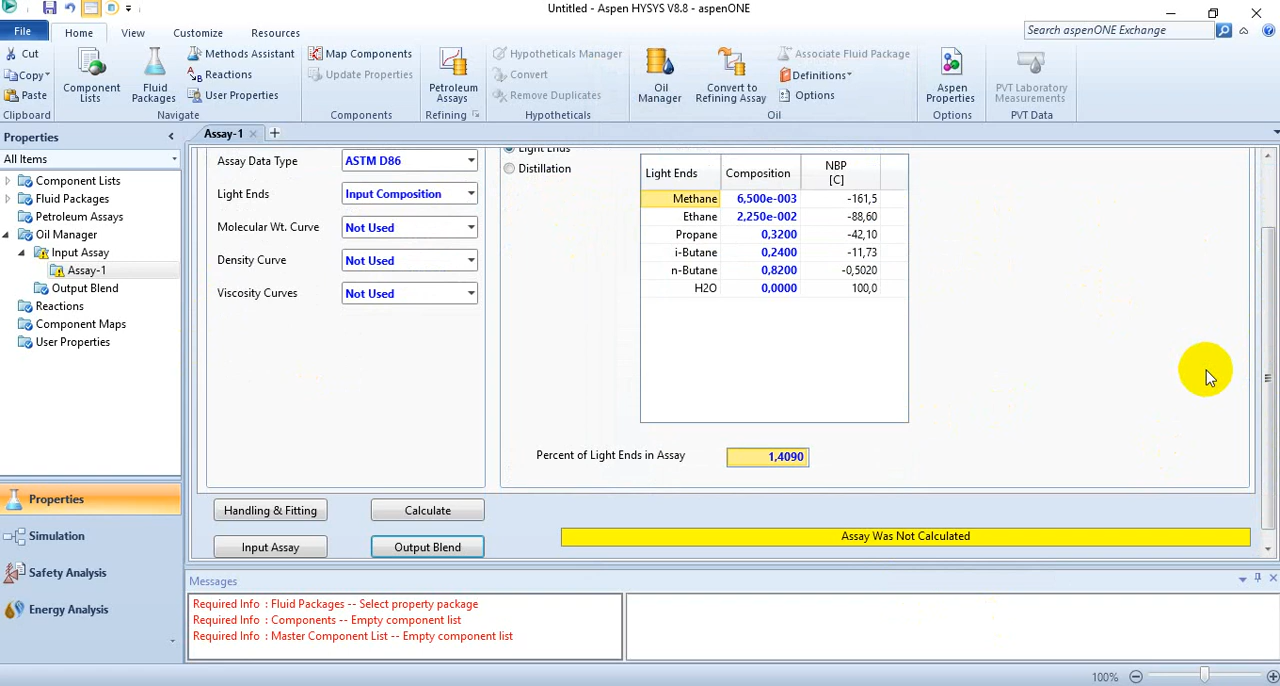 Untitled - Aspen HYSYS V8.8 - aspenONE
File Home View Customize Resources
Search aspenONE Exchange
Cut
Copy
Paste
Clipboard
Component Lists
Fluid Packages
Methods Assistant
Reactions
User Properties
Navigate
Map Components
Update Properties
Components
Petroleum Assays
Refining
Hypotheticals Manager
Convert
Remove Duplicates
Hypotheticals
Oil Manager
Convert to Refining Assay
Associate Fluid Package
Definitions
Options
Oil
Aspen Properties
Options
PVT Laboratory Measurements
PVT Data
Properties
All Items
Component Lists
Fluid Packages
Petroleum Assays
Oil Manager
Input Assay
Assay-1
Output Blend
Reactions
Component Maps
User Properties
Properties
Simulation
Safety Analysis
Energy Analysis
Assay-1
Assay Data Type ASTM D86
Light Ends Input Composition
Molecular Wt. Curve Not Used
Density Curve Not Used
Viscosity Curves Not Used
Light Ends
Distillation
Light Ends Composition NBP [C]
Methane 6,500e-003 -161,5
Ethane 2,250e-002 -88,60
Propane 0,3200 -42,10
i-Butane 0,2400 -11,73
n-Butane 0,8200 -0,5020
H2O 0,0000 100,0
Percent of Light Ends in Assay 1,4090
Handling & Fitting Calculate
Input Assay Output Blend
Assay Was Not Calculated
Messages
Required Info : Fluid Packages -- Select property package
Required Info : Components -- Empty component list
Required Info : Master Component List -- Empty component list
100%